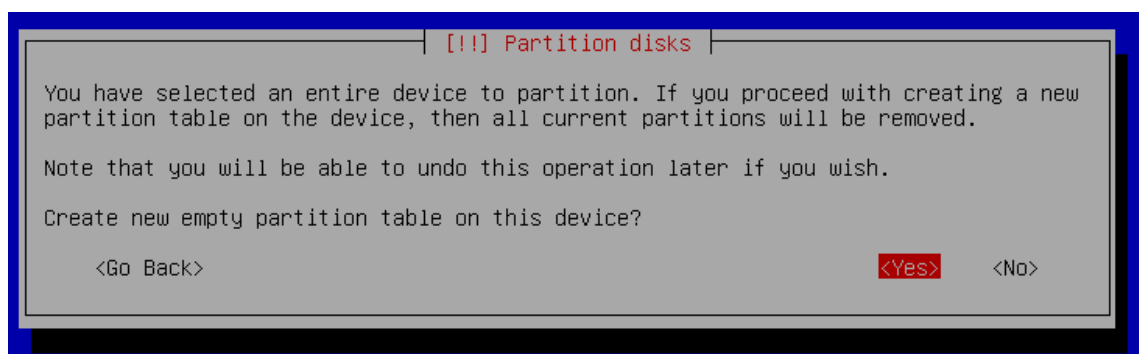 [!!] Partition disks
You have selected an entire device to partition. If you proceed with creating a new
partition table on the device, then all current partitions will be removed.
Note that you will be able to undo this operation later if you wish.
Create new empty partition table on this device?
<Go Back> <Yes> <No>